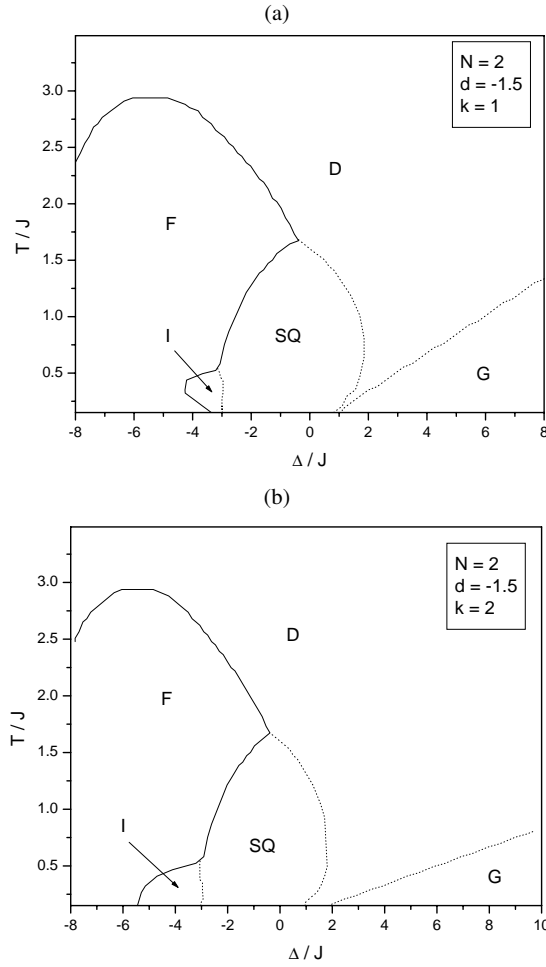 (a)
N = 2
d = -1.5
k = 1
3.0
2.5
2.0
1.5
1.0
0.5
T / J
F
D
I
SQ
G
-8 -6 -4 -2 0 2 4 6 8
Δ / J
(b)
N = 2
d = -1.5
k = 2
3.0
2.5
2.0
1.5
1.0
0.5
T / J
D
F
I
SQ
G
-8 -6 -4 -2 0 2 4 6 8 10
Δ / J